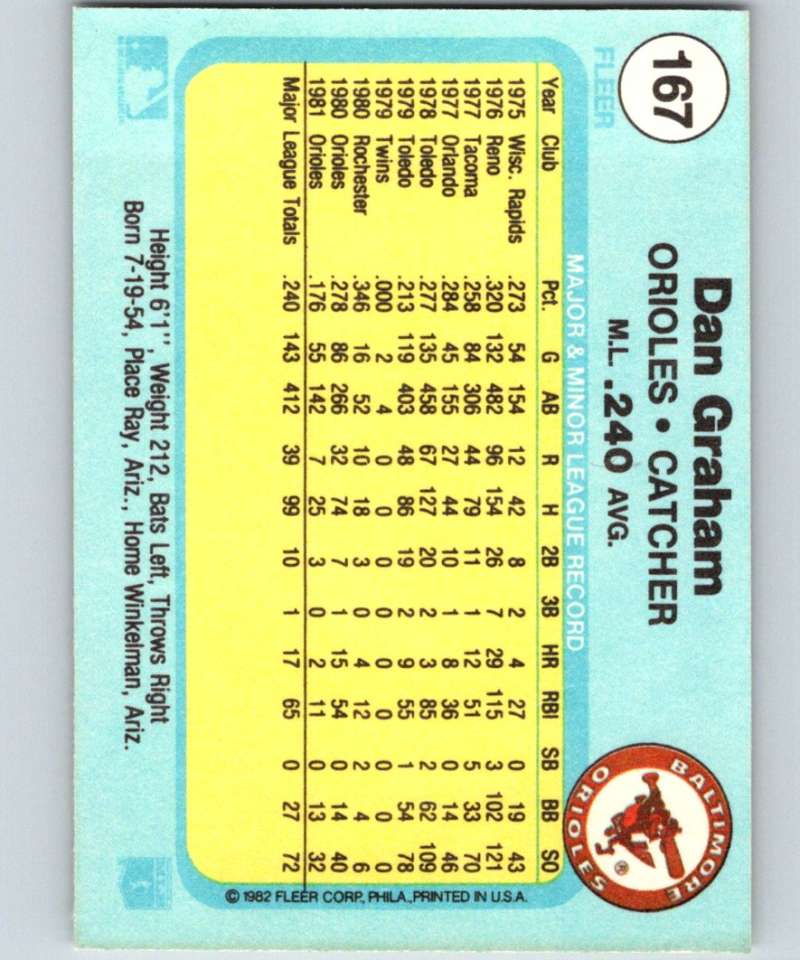 167
FLEER
Dan Graham
ORIOLES • CATCHER
M.L. .240 AVG.
BALTIMORE ORIOLES ®
MAJOR & MINOR LEAGUE RECORD
Year Club Pct. G AB R H 2B 3B HR RBI SB BB SO
1975 Wisc. Rapids .273 54 154 12 42 8 2 4 27 0 19 43
1976 Reno .320 132 482 96 154 26 7 29 115 3 102 121
1977 Tacoma .258 84 306 44 79 11 1 12 51 5 33 70
1977 Orlando .284 45 155 27 44 10 1 8 36 0 14 46
1978 Toledo .277 135 458 67 127 20 2 3 85 2 62 109
1979 Toledo .213 119 403 48 86 19 2 9 55 1 54 78
1979 Twins .000 2 4 0 0 0 0 0 0 0 0 0
1980 Rochester .346 16 52 10 18 3 0 4 12 2 4 6
1980 Orioles .278 86 266 32 74 7 1 15 54 0 14 40
1981 Orioles .176 55 142 7 25 3 0 2 11 0 13 32
Major League Totals .240 143 412 39 99 10 1 17 65 0 27 72
© 1982 FLEER CORP., PHILA., PRINTED IN U.S.A.
Height 6'1", Weight 212, Bats Left, Throws Right
Born 7-19-54, Place Ray, Ariz., Home Winkelman, Ariz.